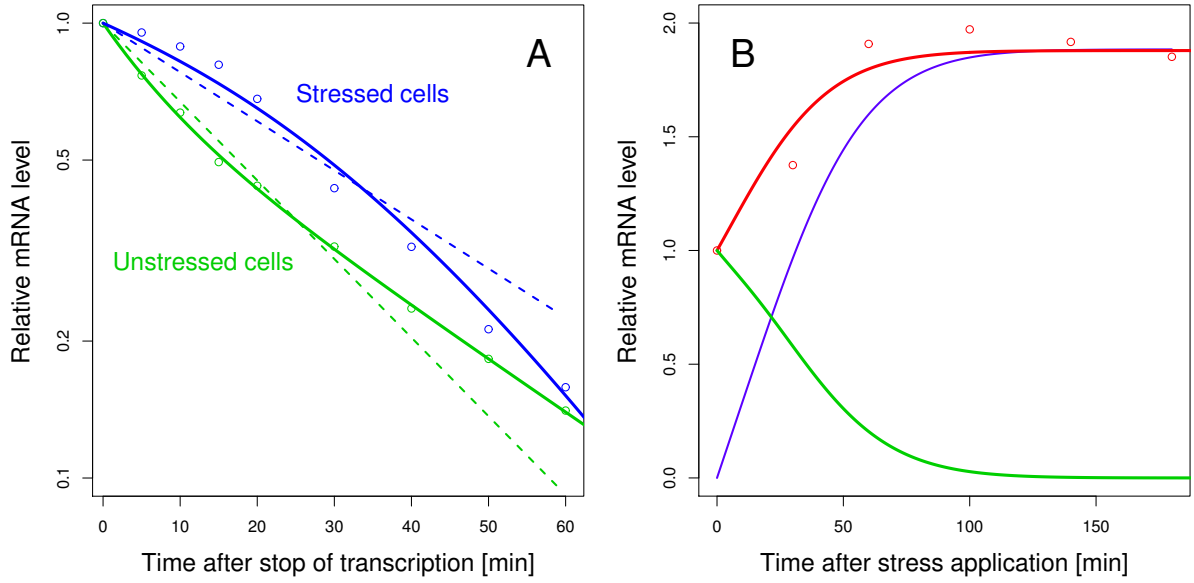 A
Stressed cells
Unstressed cells
Relative mRNA level
1.0
0.5
0.2
0.1
0 10 20 30 40 50 60
Time after stop of transcription [min]
B
Relative mRNA level
2.0
1.5
1.0
0.5
0.0
0 50 100 150
Time after stress application [min]